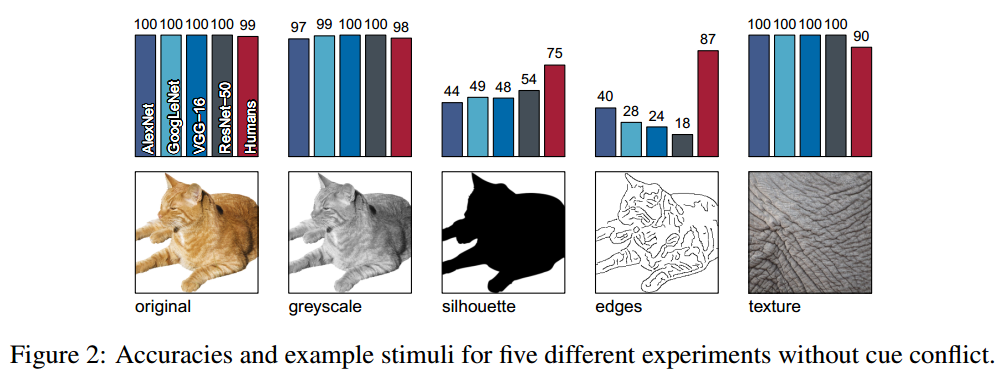 100 100 100 100 99
97 99 100 100 98
44 49 48 54 75
40 28 24 18 87
100 100 100 100 90
AlexNet
GoogLeNet
VGG−16
ResNet−50
Humans
original
greyscale
silhouette
edges
texture
Figure 2: Accuracies and example stimuli for five different experiments without cue conflict.